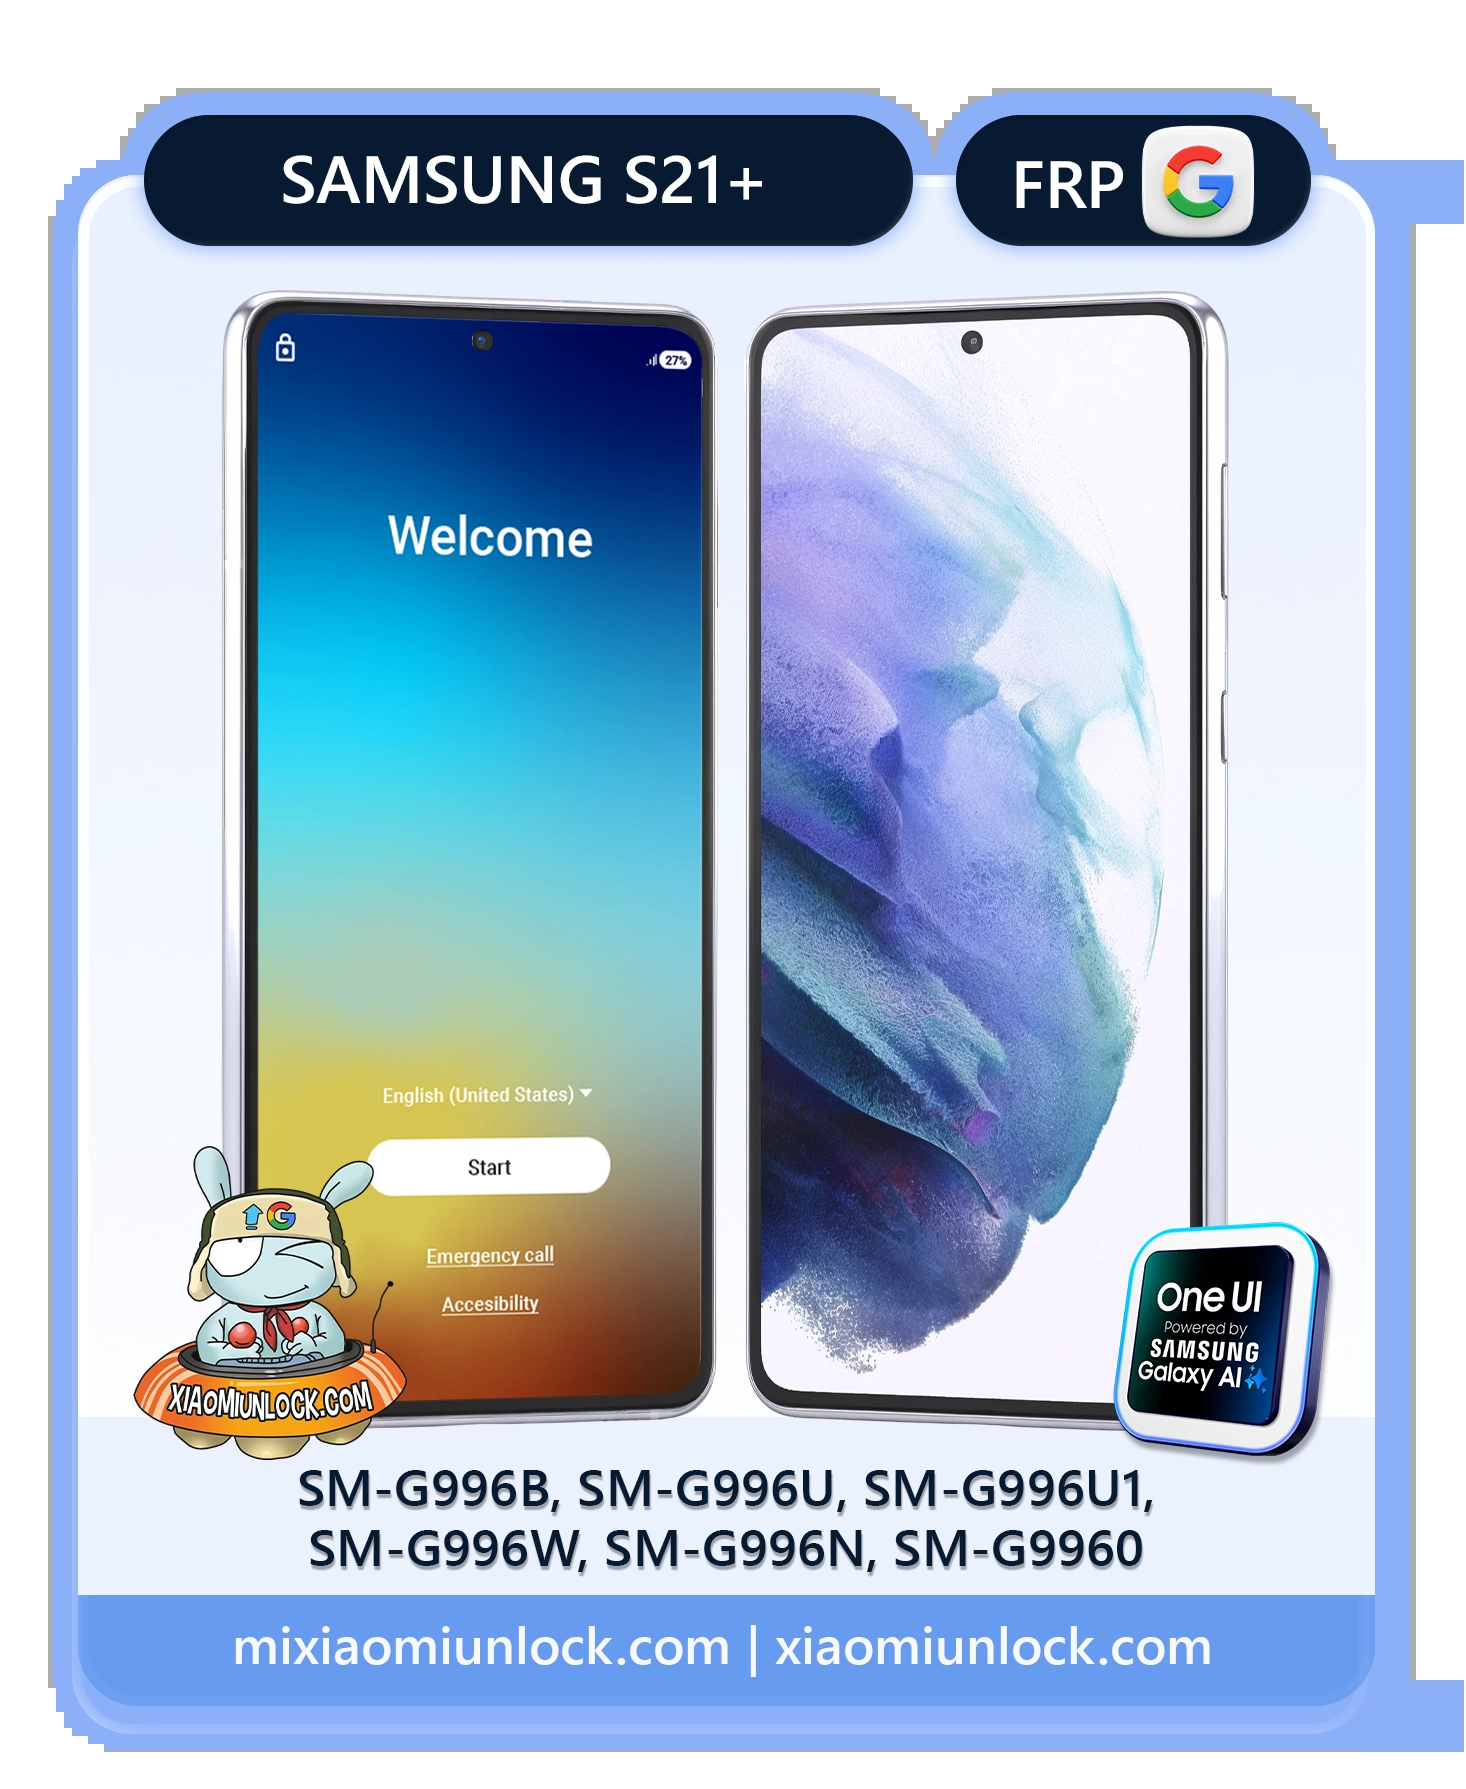 SAMSUNG S21+
FRP G
27%
Welcome
English (United States)
Start
Emergency call
Accesibility
G
XIAOMIUNLOCK.COM
One UI
Powered by
SAMSUNG
Galaxy AI
SM-G996B, SM-G996U, SM-G996U1,
SM-G996W, SM-G996N, SM-G9960
mixiaomiunlock.com | xiaomiunlock.com